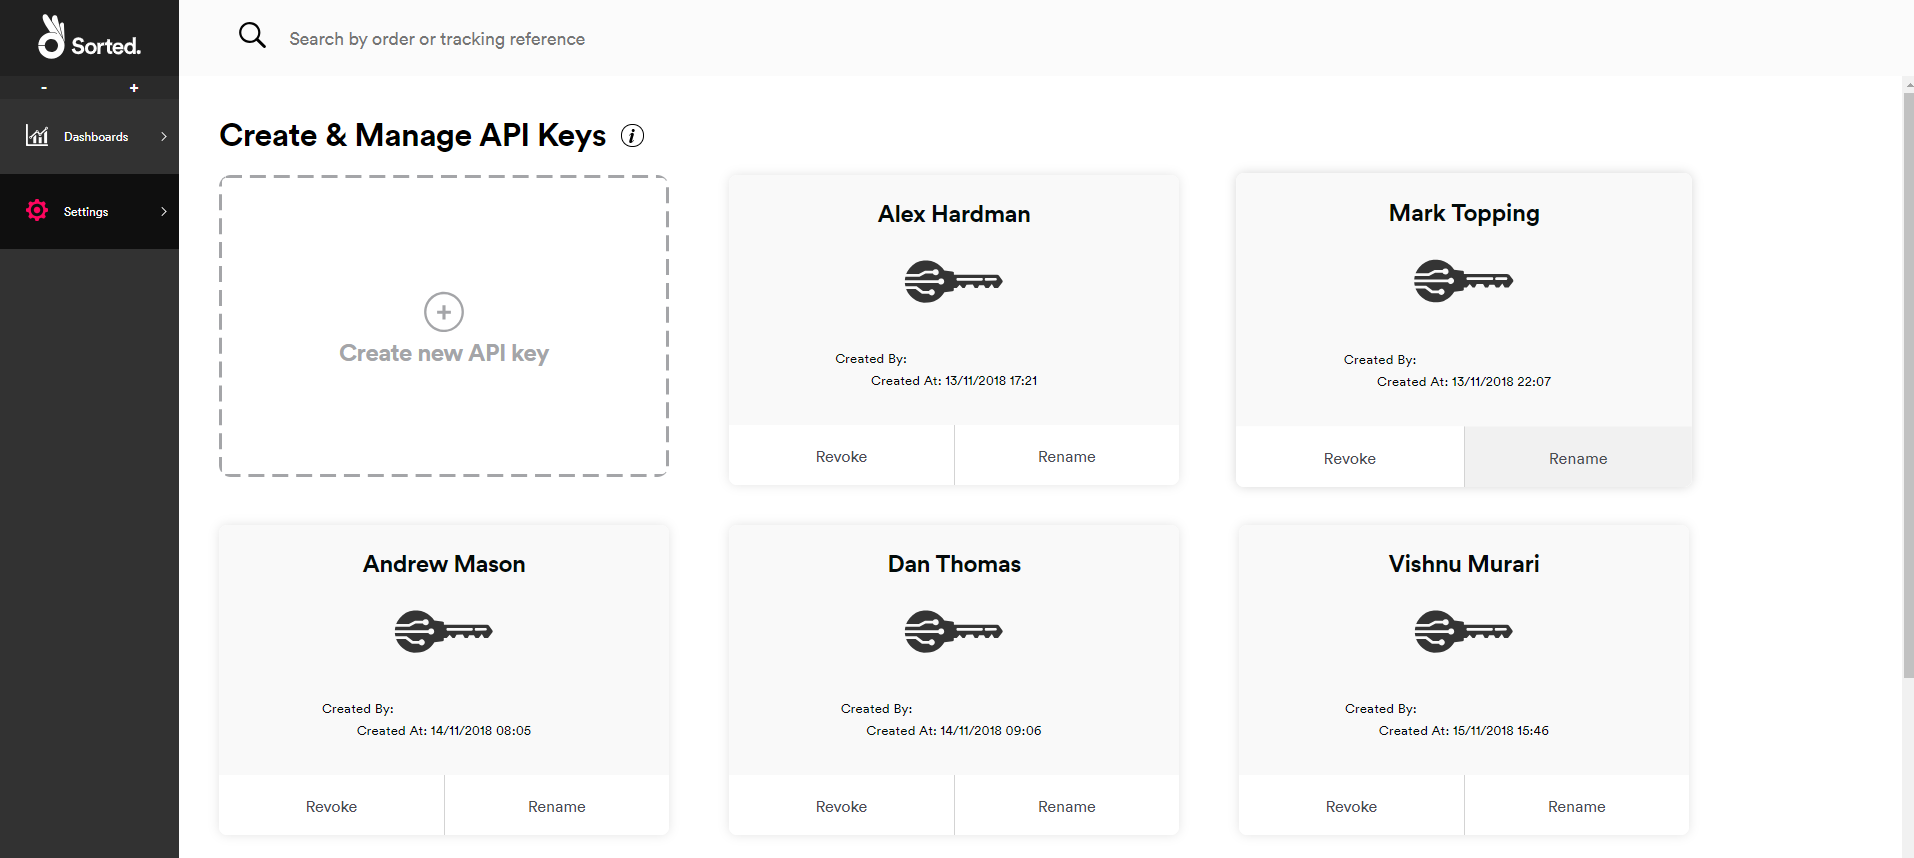 Sorted.
Search by order or tracking reference
- +
Dashboards
Settings
Create & Manage API Keys i
Create new API key
Alex Hardman
Created By:
Created At: 13/11/2018 17:21
Revoke Rename
Mark Topping
Created By:
Created At: 13/11/2018 22:07
Revoke Rename
Andrew Mason
Created By:
Created At: 14/11/2018 08:05
Revoke Rename
Dan Thomas
Created By:
Created At: 14/11/2018 09:06
Revoke Rename
Vishnu Murari
Created By:
Created At: 15/11/2018 15:46
Revoke Rename